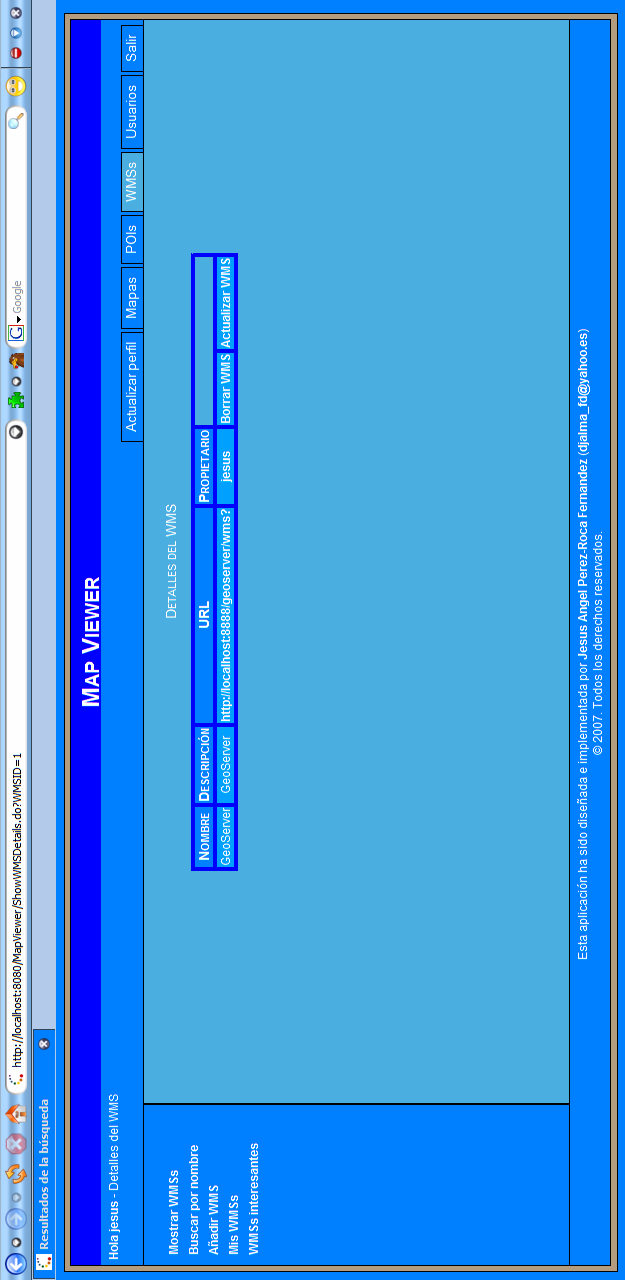 http://localhost:8080/MapViewer/ShowWMSDetails.do?WMSID=1
Google
Resultados de la búsqueda
MAP VIEWER
Hola jesus - Detalles del WMS
Actualizar perfil Mapas POIs WMSs Usuarios Salir
Mostrar WMSs
Buscar por nombre
Añadir WMS
Mis WMSs
WMSs interesantes
DETALLES DEL WMS
NOMBRE DESCRIPCIÓN URL PROPIETARIO
GeoServer GeoServer http://localhost:8888/geoserver/wms? jesus Borrar WMS Actualizar WMS
Esta aplicación ha sido diseñada e implementada por Jesus Angel Perez-Roca Fernandez (djalma_fd@yahoo.es)
© 2007. Todos los derechos reservados.